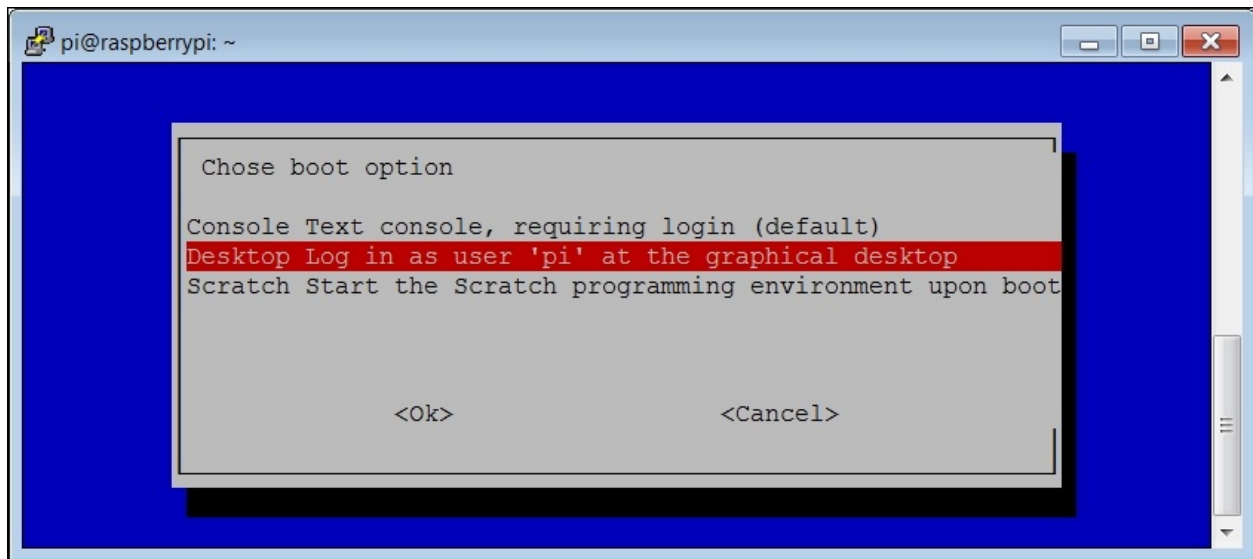 pi@raspberrypi: ~
Chose boot option
Console Text console, requiring login (default)
Desktop Log in as user 'pi' at the graphical desktop
Scratch Start the Scratch programming environment upon boot
<Ok> <Cancel>